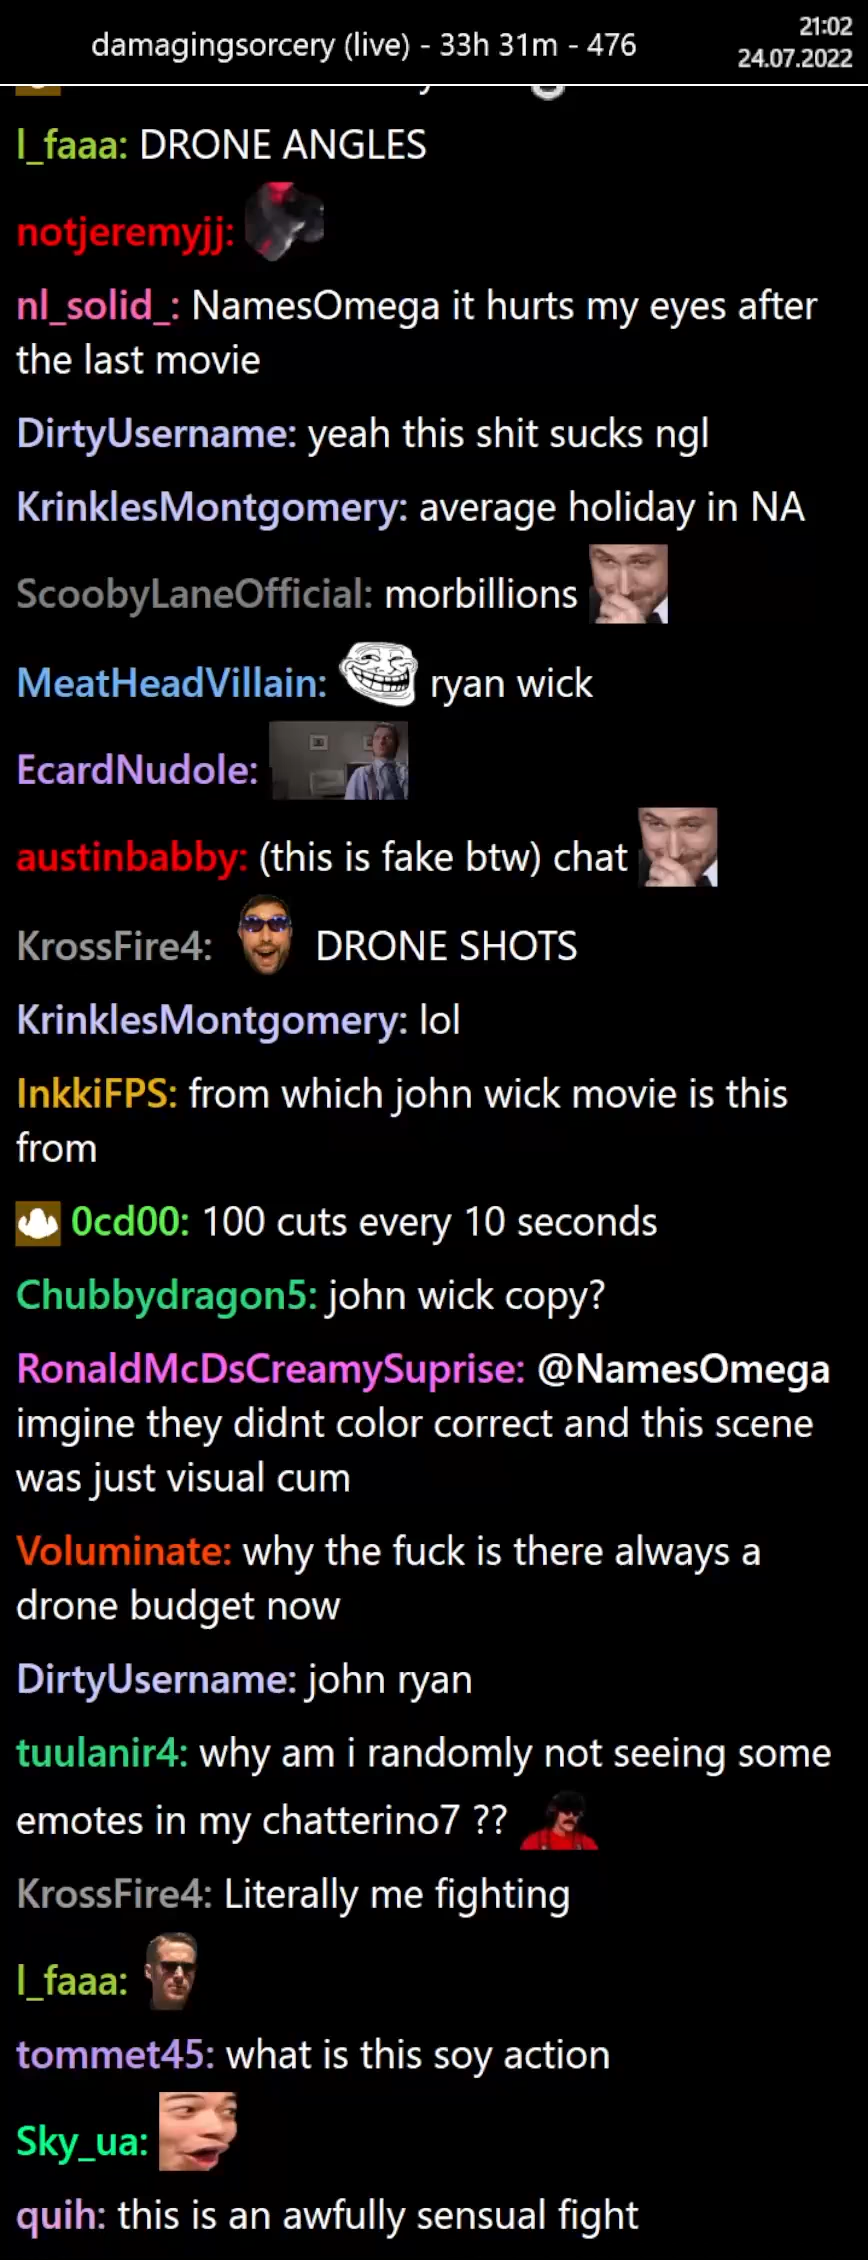 damagingsorcery (live) - 33h 31m - 476
21:02
24.07.2022
l_faaa: DRONE ANGLES
notjeremyjj:
nl_solid_: NamesOmega it hurts my eyes after
the last movie
DirtyUsername: yeah this shit sucks ngl
KrinklesMontgomery: average holiday in NA
ScoobyLaneOfficial: morbillions
MeatHeadVillain: ryan wick
EcardNudole:
austinbabby: (this is fake btw) chat
KrossFire4: DRONE SHOTS
KrinklesMontgomery: lol
InkkiFPS: from which john wick movie is this
from
0cd00: 100 cuts every 10 seconds
Chubbydragon5: john wick copy?
RonaldMcDsCreamySuprise: @NamesOmega
imgine they didnt color correct and this scene
was just visual cum
Voluminate: why the fuck is there always a
drone budget now
DirtyUsername: john ryan
tuulanir4: why am i randomly not seeing some
emotes in my chatterino7 ??
KrossFire4: Literally me fighting
l_faaa:
tommet45: what is this soy action
Sky_ua:
quih: this is an awfully sensual fight